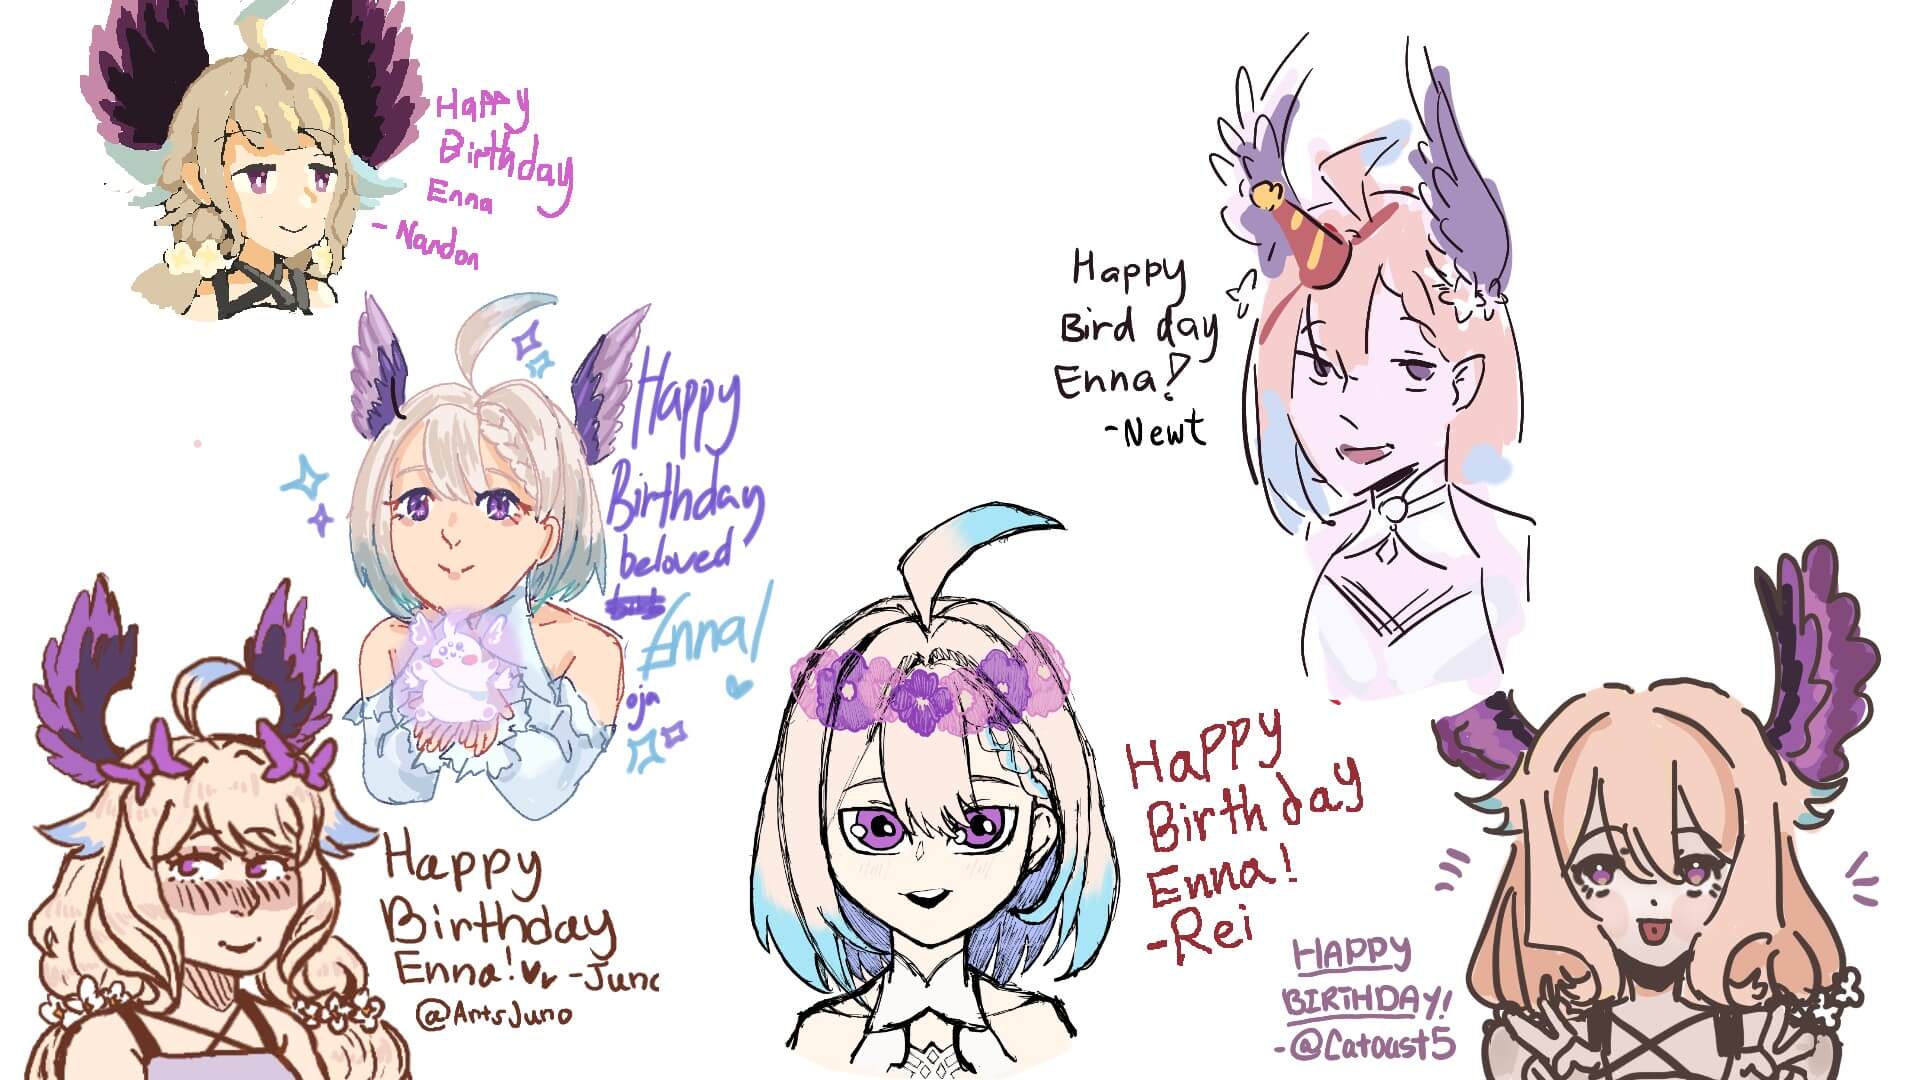 Happy
Birthday
Enna
-Nandon
Happy
Birthday
beloved
Enna!
oja
Happy
Bird day
Enna!
-Newt
Happy
Birthday
Enna! -Juno
@ArtsJuno
Happy
Birthday
Enna!
-Rei
HAPPY
BIRTHDAY!
-@Catoast5